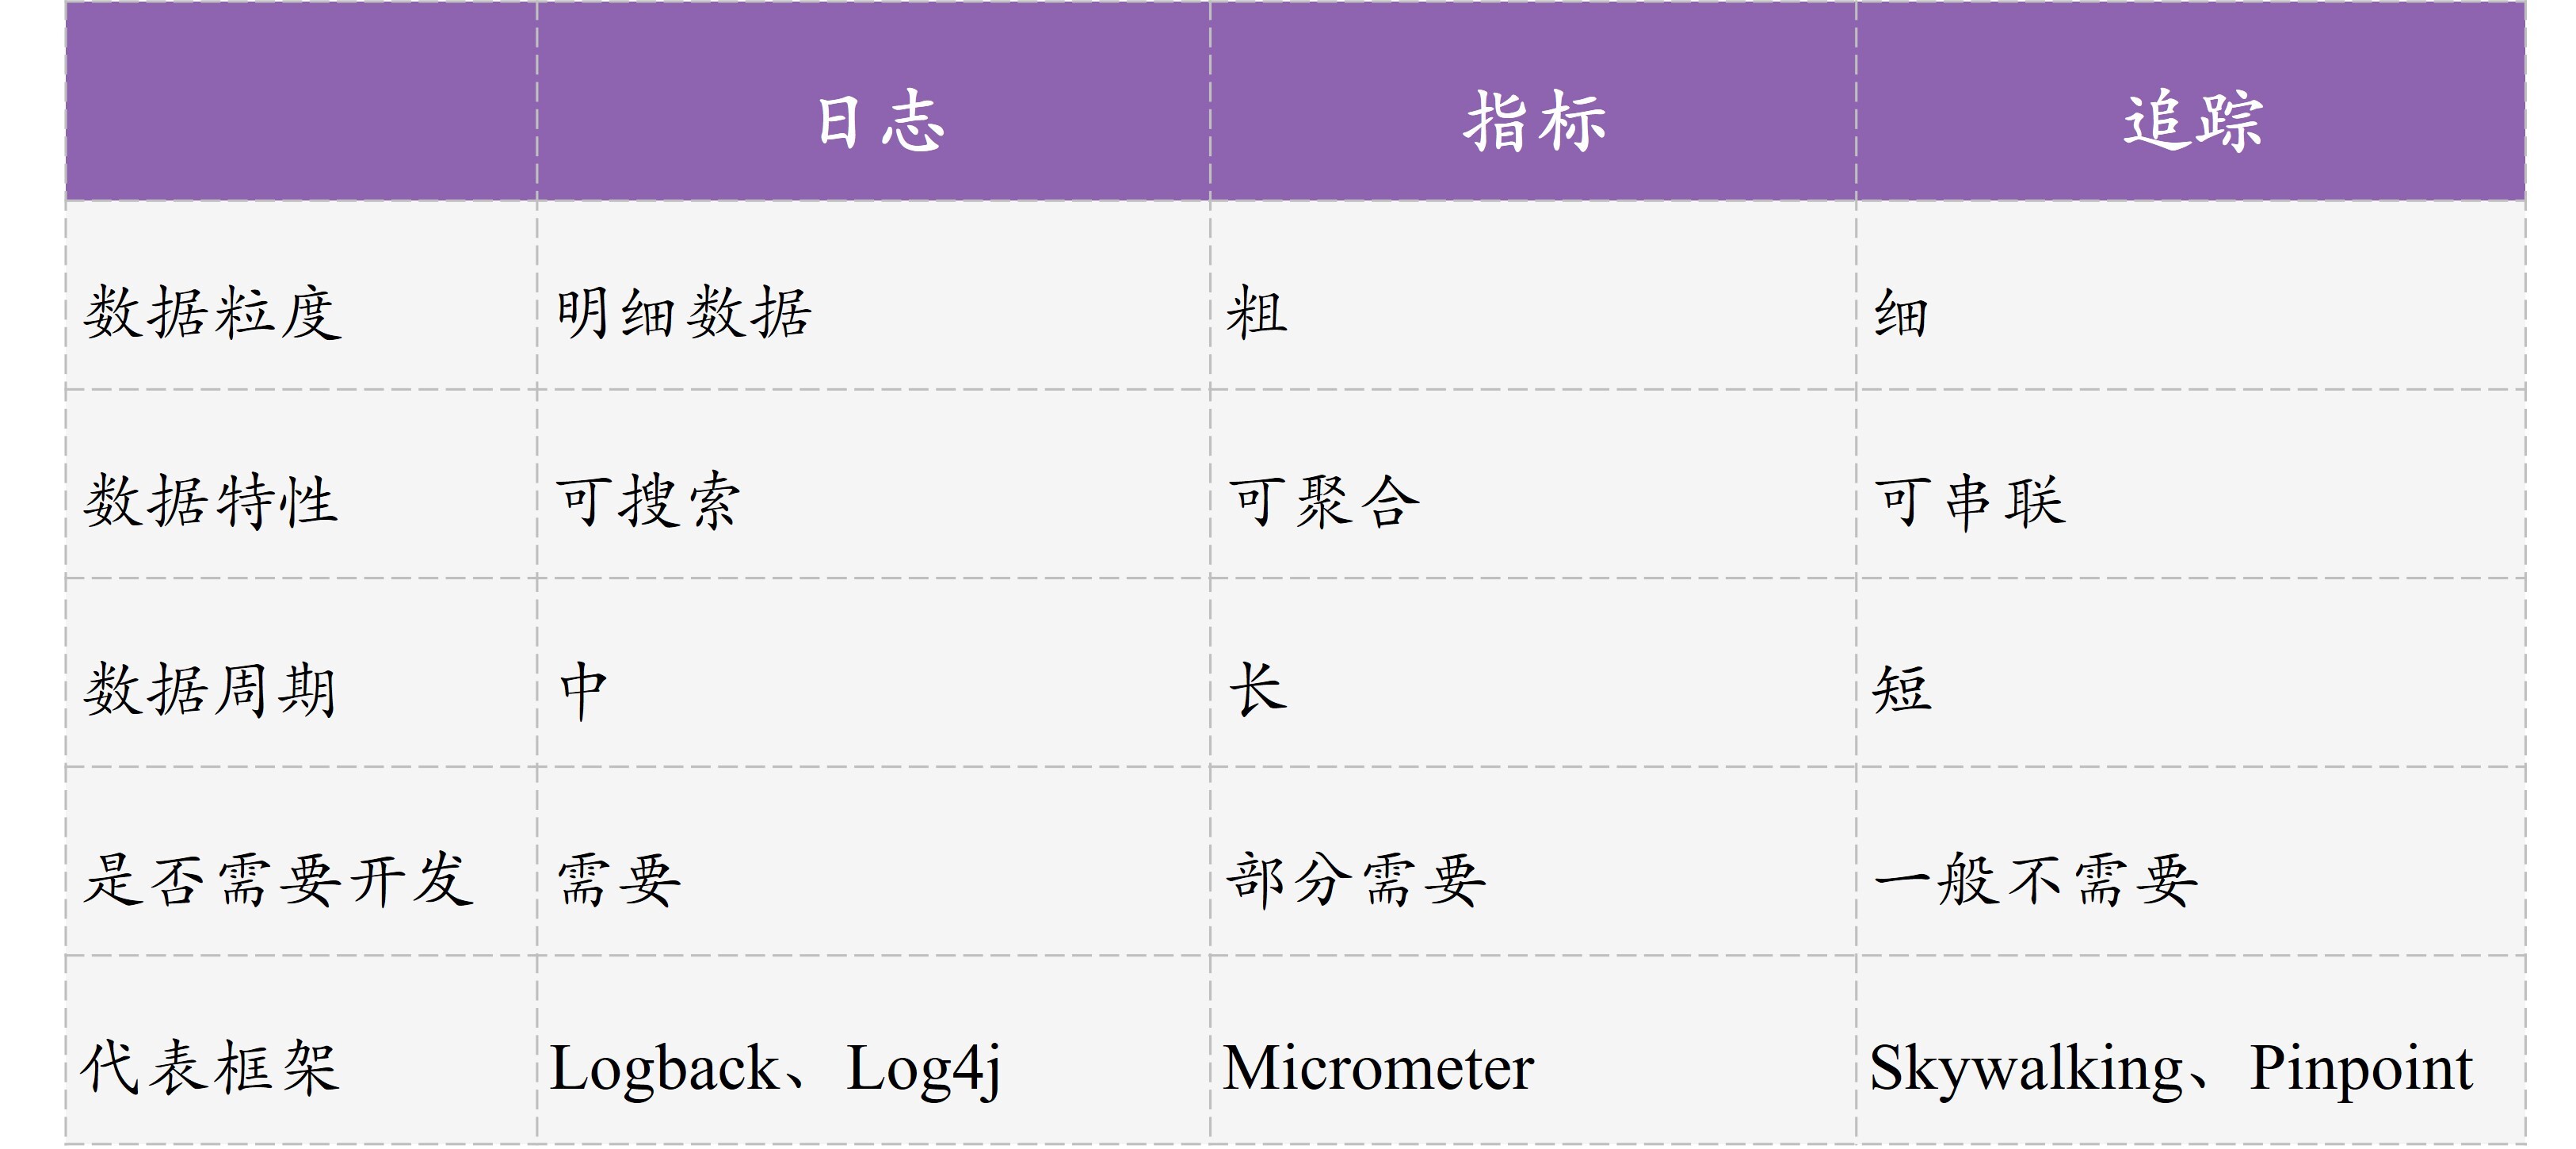 日志 指标 追踪
数据粒度 明细数据 粗 细
数据特性 可搜索 可聚合 可串联
数据周期 中 长 短
是否需要开发 需要 部分需要 一般不需要
代表框架 Logback、Log4j Micrometer Skywalking、Pinpoint